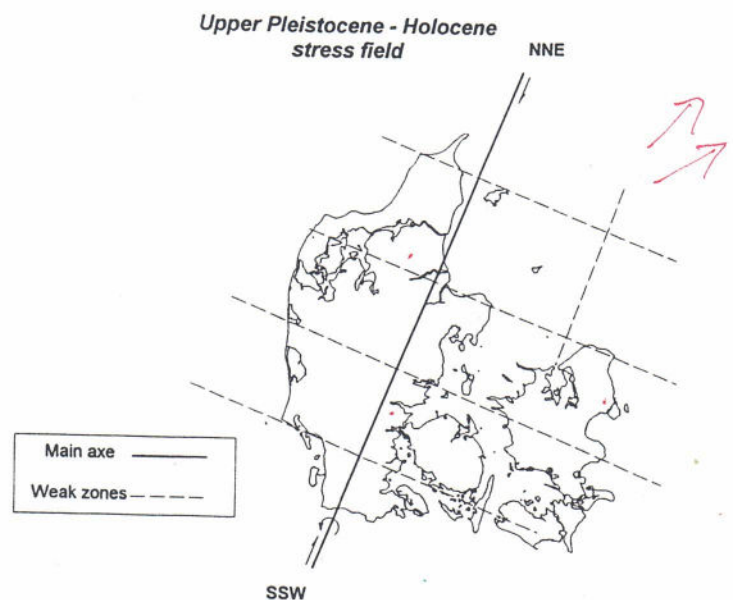 Upper Pleistocene - Holocene
stress field
NNE
Main axe
Weak zones
SSW